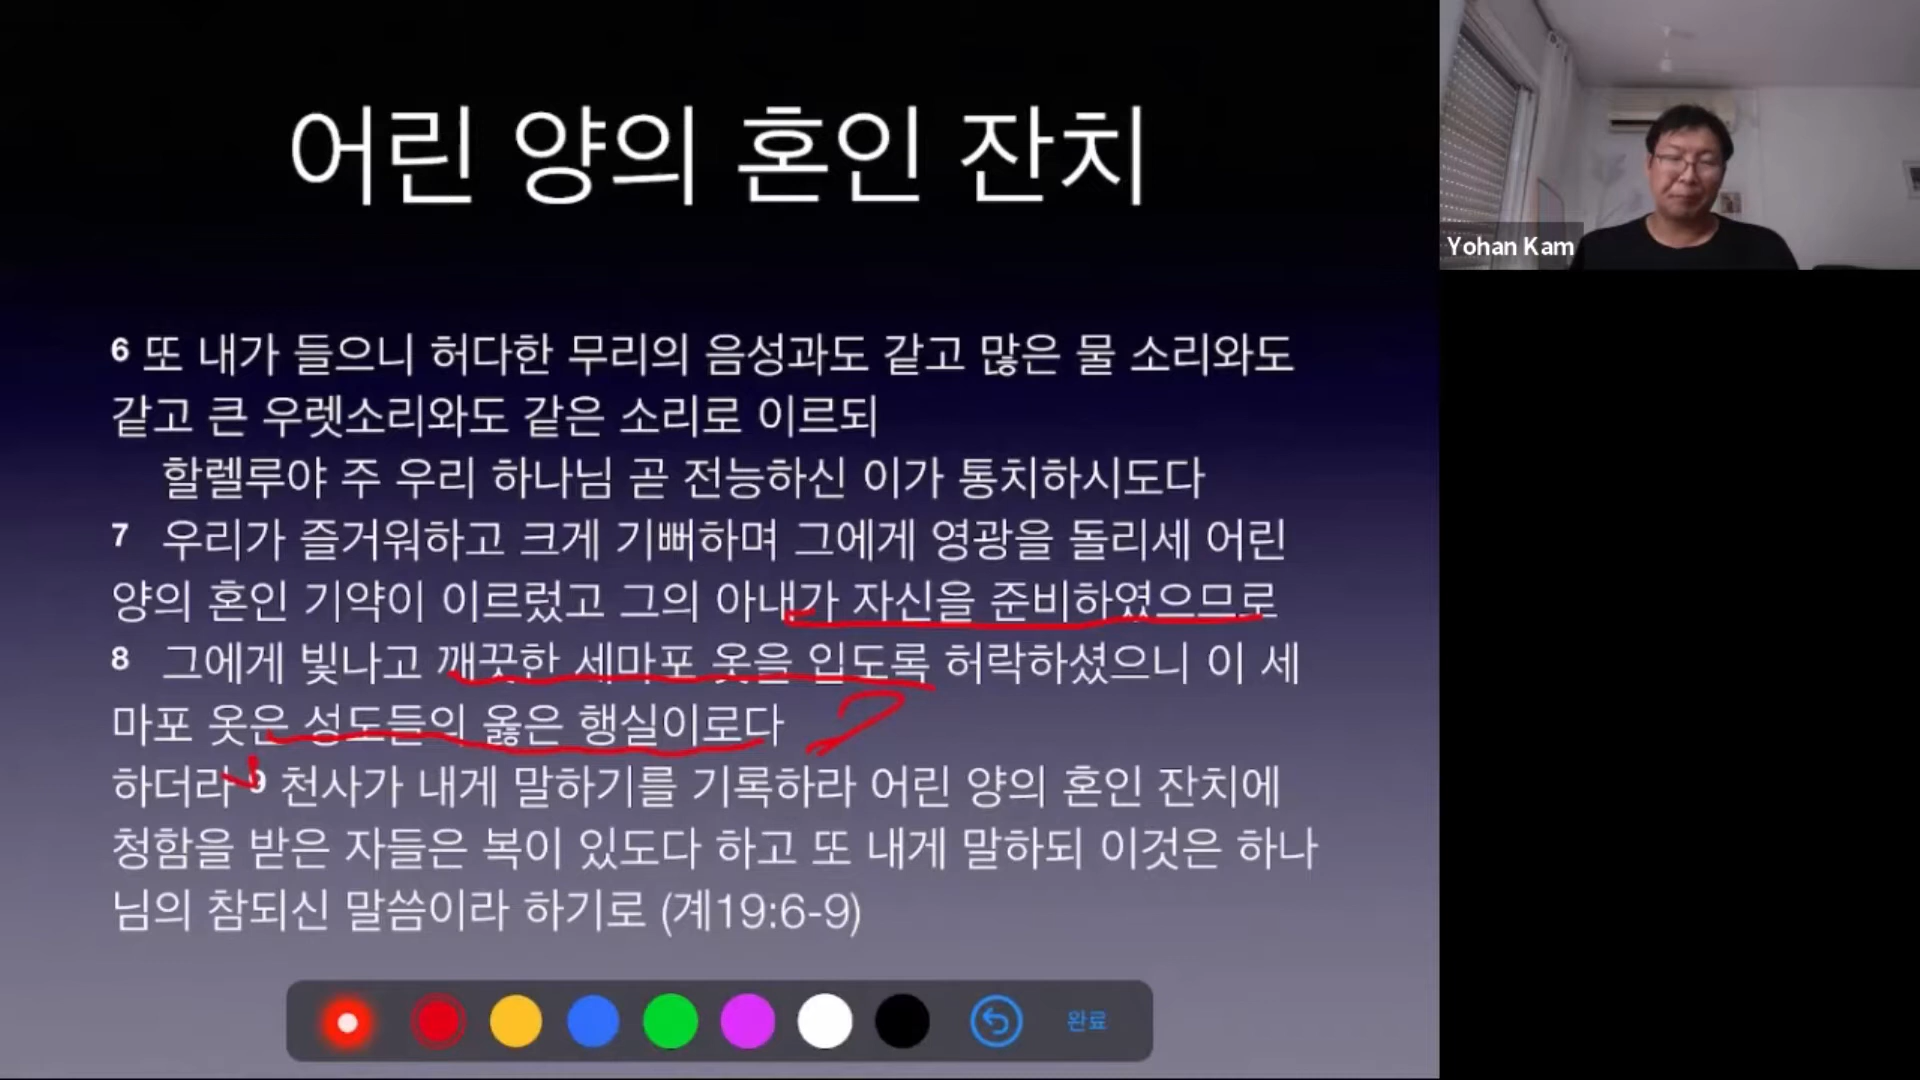 어린 양의 혼인 잔치
Yohan Kam
6 또 내가 들으니 허다한 무리의 음성과도 같고 많은 물 소리와도
같고 큰 우렛소리와도 같은 소리로 이르되
할렐루야 주 우리 하나님 곧 전능하신 이가 통치하시도다
7 우리가 즐거워하고 크게 기뻐하며 그에게 영광을 돌리세 어린
양의 혼인 기약이 이르렀고 그의 아내가 자신을 준비하였으므로
8 그에게 빛나고 깨끗한 세마포 옷을 입도록 허락하셨으니 이 세
마포 옷은 성도들의 옳은 행실이로다
하더라 9 천사가 내게 말하기를 기록하라 어린 양의 혼인 잔치에
청함을 받은 자들은 복이 있도다 하고 또 내게 말하되 이것은 하나
님의 참되신 말씀이라 하기로 (계19:6-9)
완료